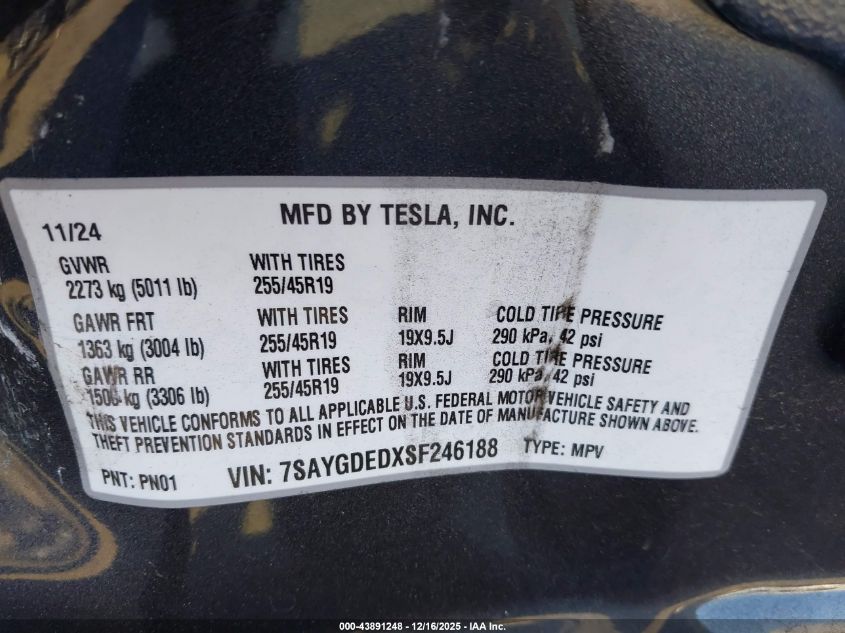 MFD BY TESLA, INC.
11/24
GVWR WITH TIRES
2273 kg (5011 lb) 255/45R19
GAWR FRT WITH TIRES RIM COLD TIRE PRESSURE
1363 kg (3004 lb) 255/45R19 19X9.5J 290 kPa, 42 psi
GAWR RR WITH TIRES RIM COLD TIRE PRESSURE
(3306 lb) 255/45R19 19X9.5J 290 kPa, 42 psi
THIS VEHICLE CONFORMS TO ALL APPLICABLE U.S. FEDERAL MOTOR VEHICLE SAFETY AND
THEFT PREVENTION STANDARDS IN EFFECT ON THE DATE OF MANUFACTURE SHOWN ABOVE.
PNT: PN01 VIN: 7SAYGDEDXSF246188 TYPE: MPV
000-43891248 - 12/16/2025 - IAA Inc.